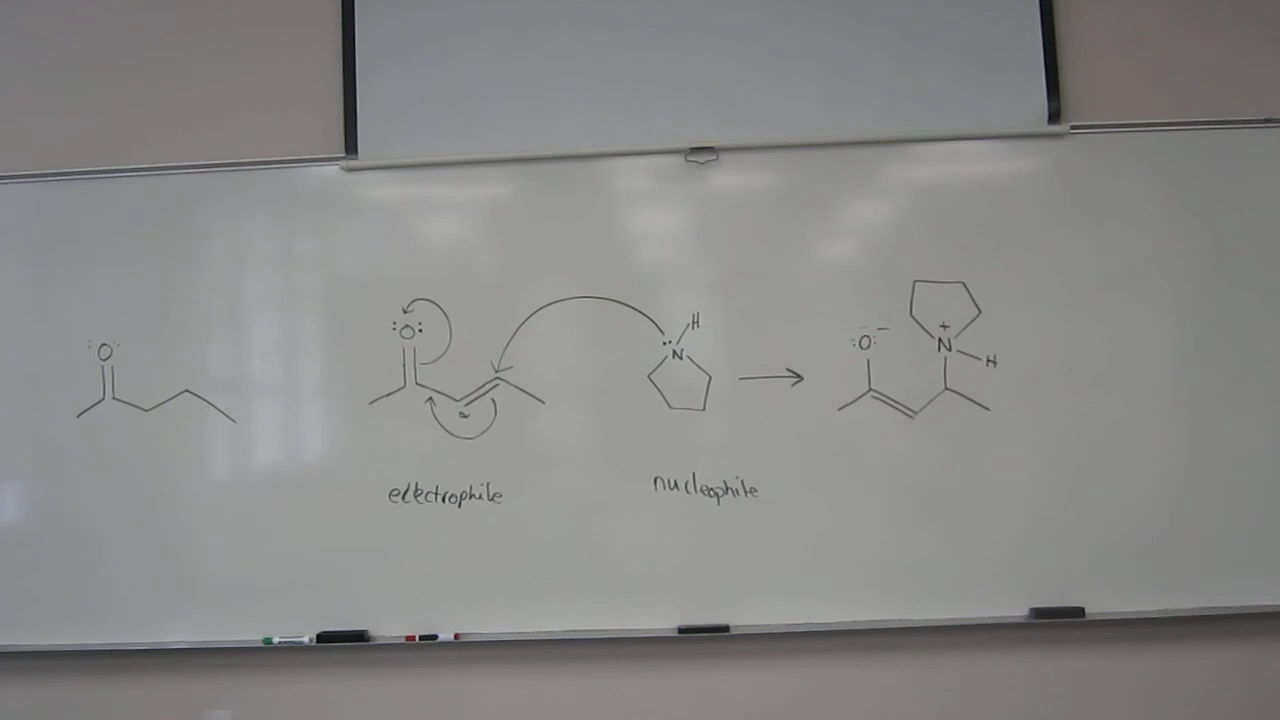 :O:
:O:
H
N
:O: −
+
N
H
α
electrophile
nucleophile